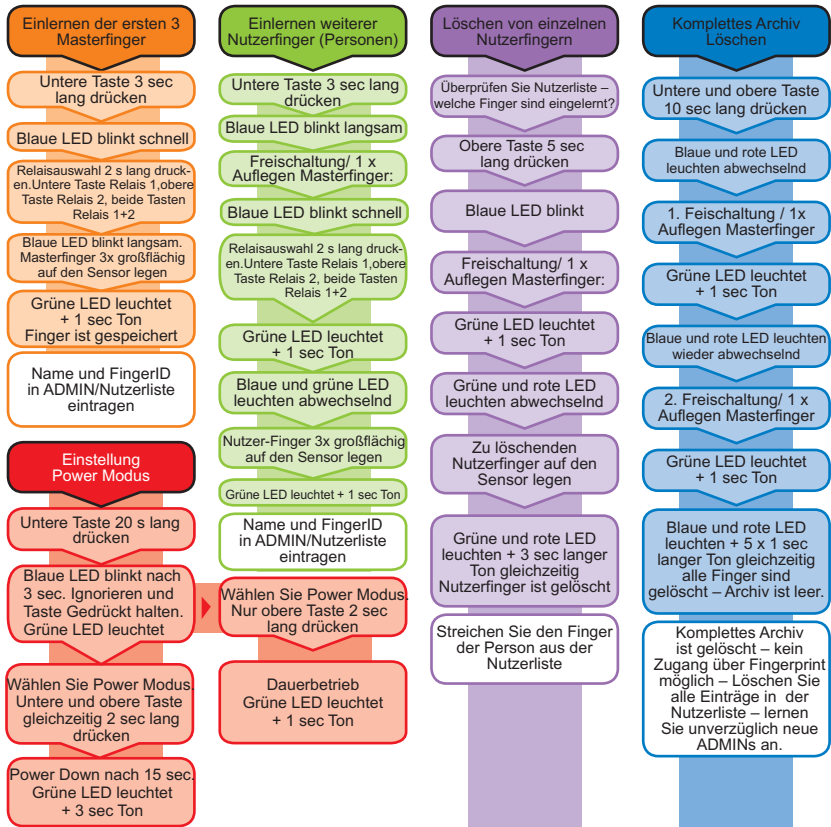 Einlernen der ersten 3
Masterfinger
Untere Taste 3 sec
lang drücken
Blaue LED blinkt schnell
Relaisauswahl 2 s lang druck-
en.Untere Taste Relais 1,obere
Taste Relais 2, beide Tasten
Relais 1+2
Blaue LED blinkt langsam.
Masterfinger 3x großflächig
auf den Sensor legen
Grüne LED leuchtet
+ 1 sec Ton
Finger ist gespeichert
Name und FingerID
in ADMIN/Nutzerliste
eintragen
Einstellung
Power Modus
Untere Taste 20 s lang
drücken
Blaue LED blinkt nach
3 sec. Ignorieren und
Taste Gedrückt halten.
Grüne LED leuchtet
Wählen Sie Power Modus.
Untere und obere Taste
gleichzeitig 2 sec lang
drücken
Power Down nach 15 sec.
Grüne LED leuchtet
+ 3 sec Ton
Einlernen weiterer
Nutzerfinger (Personen)
Untere Taste 3 sec lang
drücken
Blaue LED blinkt langsam
Freischaltung/ 1 x
Auflegen Masterfinger:
Blaue LED blinkt schnell
Relaisauswahl 2 s lang druck-
en.Untere Taste Relais 1,obere
Taste Relais 2, beide Tasten
Relais 1+2
Grüne LED leuchtet
+ 1 sec Ton
Blaue und grüne LED
leuchten abwechselnd
Nutzer-Finger 3x großflächig
auf den Sensor legen
Grüne LED leuchtet + 1 sec Ton
Name und FingerID
in ADMIN/Nutzerliste
eintragen
Wählen Sie Power Modus.
Nur obere Taste 2 sec
lang drücken
Dauerbetrieb
Grüne LED leuchtet
+ 1 sec Ton
Löschen von einzelnen
Nutzerfingern
Überprüfen Sie Nutzerliste –
welche Finger sind eingelernt?
Obere Taste 5 sec
lang drücken
Blaue LED blinkt
Freischaltung/ 1 x
Auflegen Masterfinger:
Grüne LED leuchtet
+ 1 sec Ton
Grüne und rote LED
leuchten abwechselnd
Zu löschenden
Nutzerfinger auf den
Sensor legen
Grüne und rote LED
leuchten + 3 sec langer
Ton gleichzeitig
Nutzerfinger ist gelöscht
Streichen Sie den Finger
der Person aus der
Nutzerliste
Komplettes Archiv
Löschen
Untere und obere Taste
10 sec lang drücken
Blaue und rote LED
leuchten abwechselnd
1. Feischaltung / 1x
Auflegen Masterfinger
Grüne LED leuchtet
+ 1 sec Ton
Blaue und rote LED leuchten
wieder abwechselnd
2. Freischaltung/ 1 x
Auflegen Masterfinger
Grüne LED leuchtet
+ 1 sec Ton
Blaue und rote LED
leuchten + 5 x 1 sec
langer Ton gleichzeitig
alle Finger sind
gelöscht – Archiv ist leer.
Komplettes Archiv
ist gelöscht – kein
Zugang über Fingerprint
möglich – Löschen Sie
alle Einträge in der
Nutzerliste – lernen
Sie unverzüglich neue
ADMINs an.